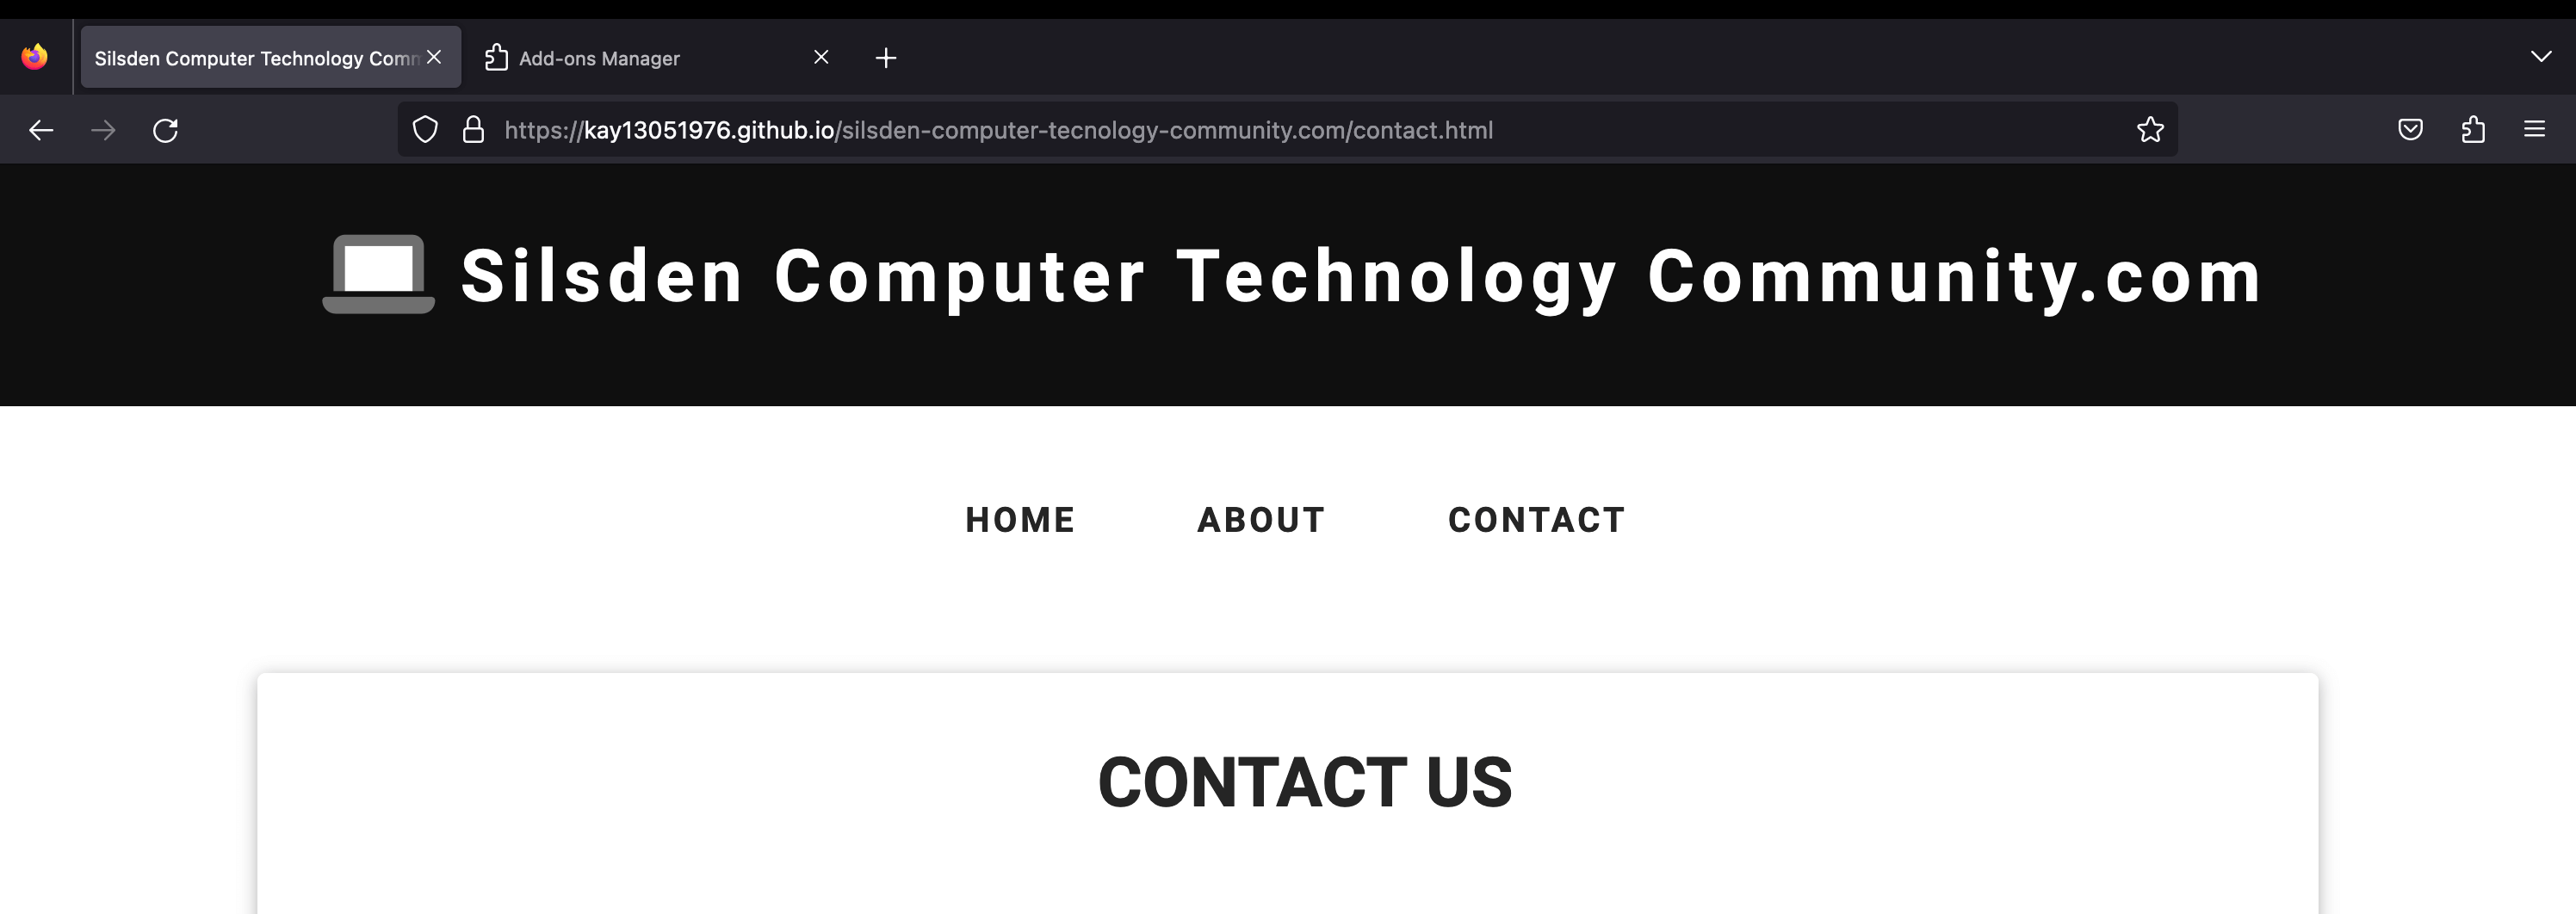 Silsden Computer Technology Com
Add-ons Manager
https://kay13051976.github.io/silsden-computer-tecnology-community.com/contact.html
Silsden Computer Technology Community.com
HOME ABOUT CONTACT
CONTACT US